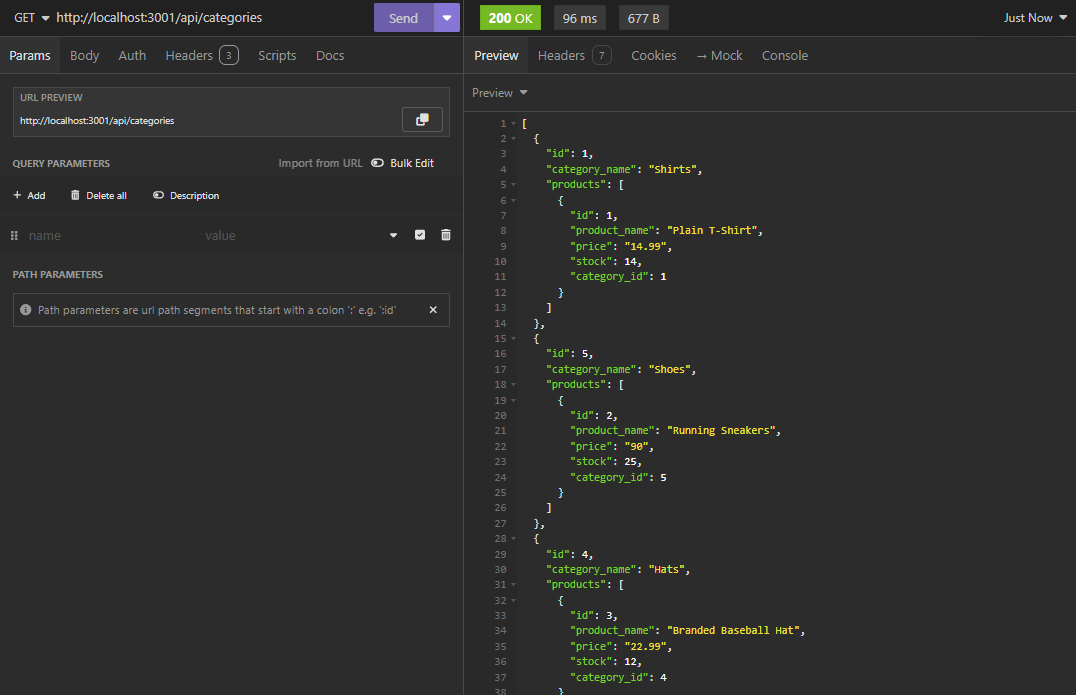 GET http://localhost:3001/api/categories Send 200 OK 96 ms 677 B Just Now
Params Body Auth Headers 3 Scripts Docs
URL PREVIEW
http://localhost:3001/api/categories
QUERY PARAMETERS Import from URL Bulk Edit
+ Add Delete all Description
name value
PATH PARAMETERS
Path parameters are url path segments that start with a colon ':' e.g. ':id'
Preview Headers 7 Cookies → Mock Console
Preview
1 [
2 {
3 "id": 1,
4 "category_name": "Shirts",
5 "products": [
6 {
7 "id": 1,
8 "product_name": "Plain T-Shirt",
9 "price": "14.99",
10 "stock": 14,
11 "category_id": 1
12 }
13 ]
14 },
15 {
16 "id": 5,
17 "category_name": "Shoes",
18 "products": [
19 {
20 "id": 2,
21 "product_name": "Running Sneakers",
22 "price": "90",
23 "stock": 25,
24 "category_id": 5
25 }
26 ]
27 },
28 {
29 "id": 4,
30 "category_name": "Hats",
31 "products": [
32 {
33 "id": 3,
34 "product_name": "Branded Baseball Hat",
35 "price": "22.99",
36 "stock": 12,
37 "category_id": 4
38 }